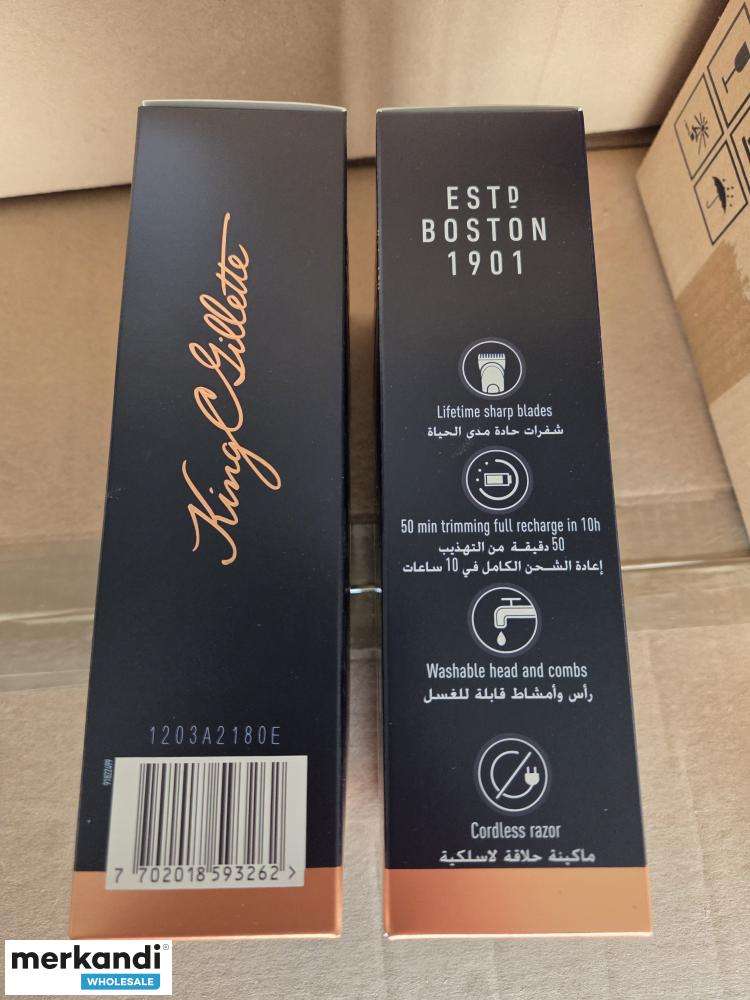 King C Gillette
1203A2180E
91827499
7 702018 593262 >
ESTD
BOSTON
1901
Lifetime sharp blades
شفرات حادة مدى الحياة
50 min trimming full recharge in 10h
50 دقيقة من التهذيب
إعادة الشحن الكامل في 10 ساعات
Washable head and combs
رأس وأمشاط قابلة للغسل
Cordless razor
ماكينة حلاقة لاسلكية
merkandi®
WHOLESALE